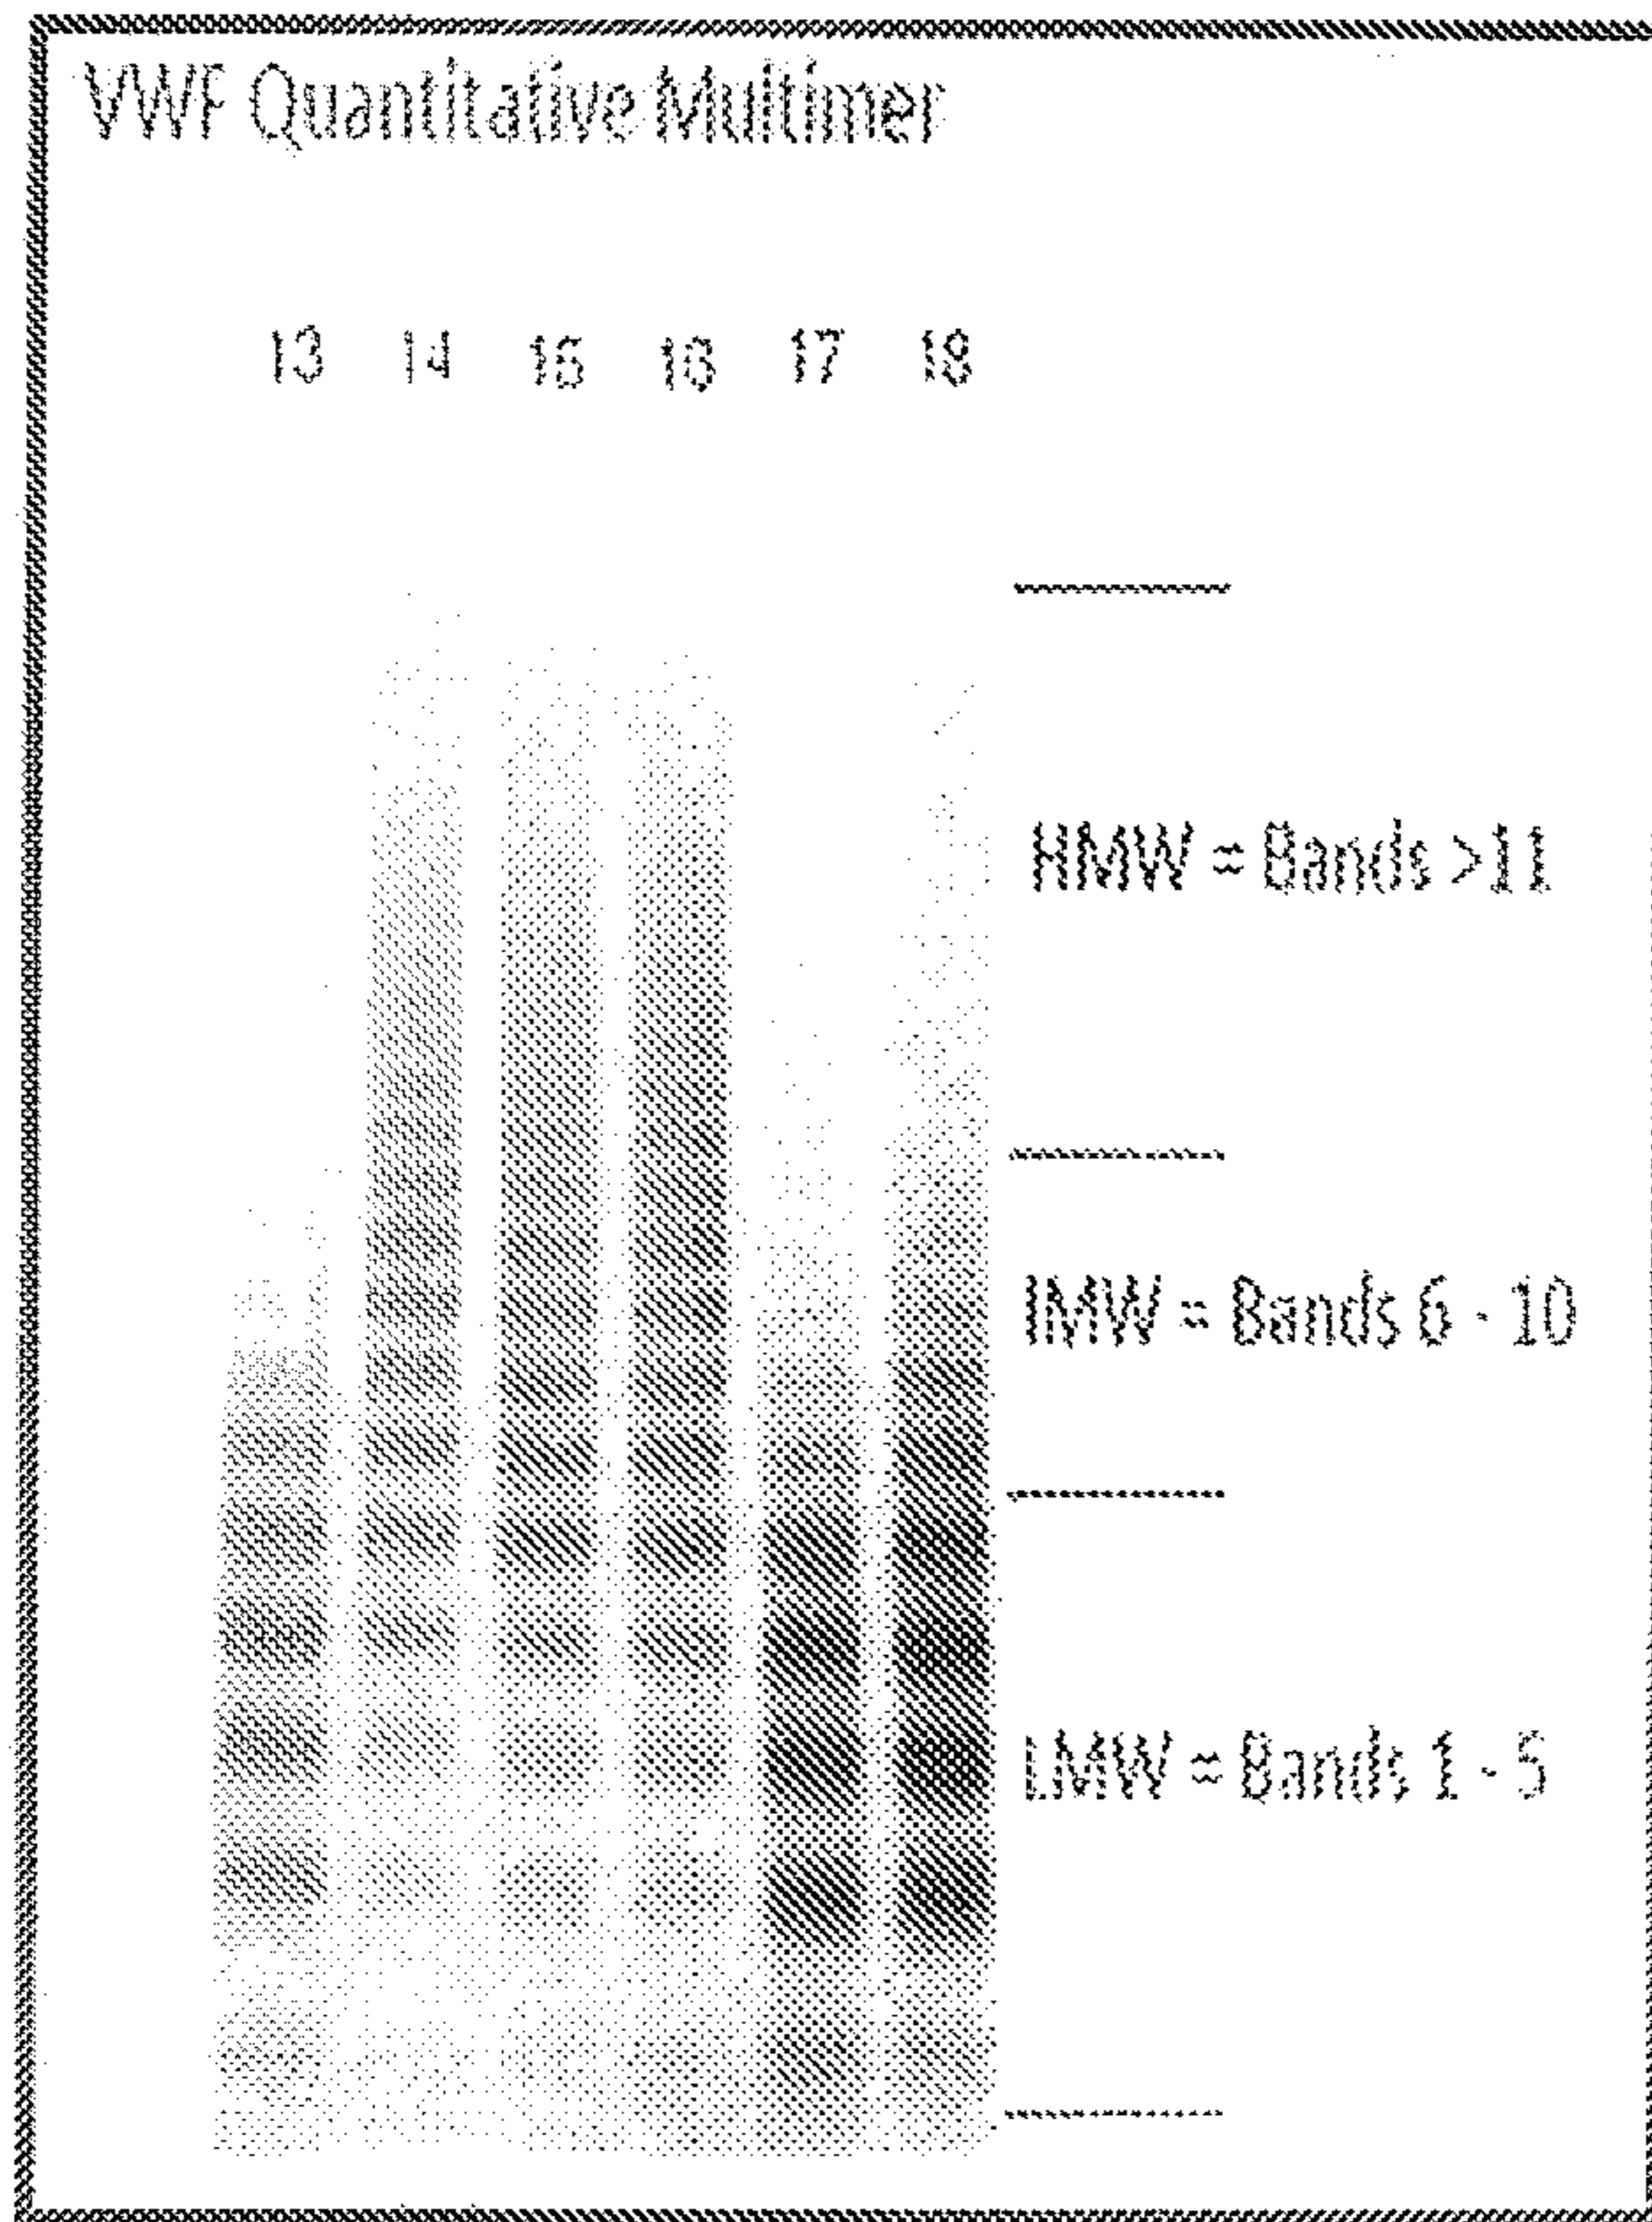 VWF Quantitative Multimer
13 14 15 16 17 18
HMW = Bands >11
IMW = Bands 6 - 10
LMW = Bands 1 - 5